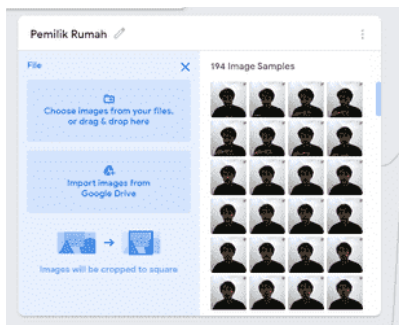 Pemilik Rumah
File
194 Image Samples
Choose images from your files,
or drag & drop here
Import images from
Google Drive
Images will be cropped to square